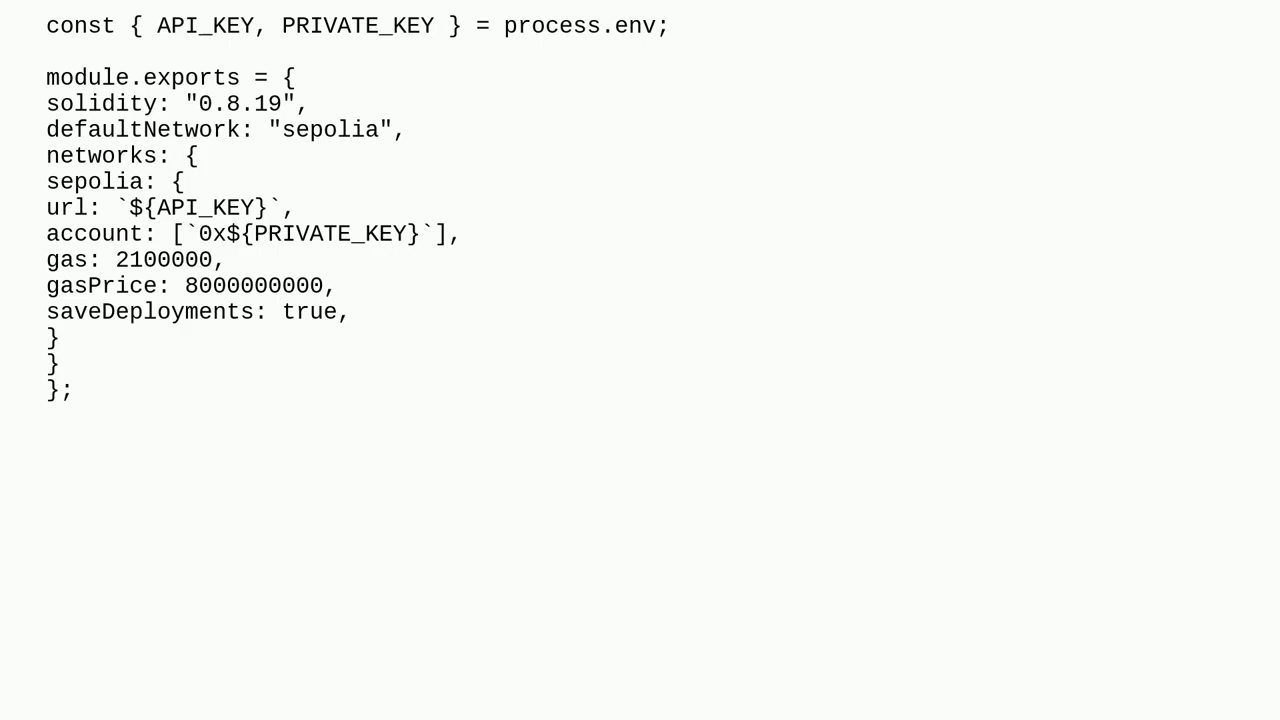 const { API_KEY, PRIVATE_KEY } = process.env;

module.exports = {
solidity: "0.8.19",
defaultNetwork: "sepolia",
networks: {
sepolia: {
url: `${API_KEY}`,
account: [`0x${PRIVATE_KEY}`],
gas: 2100000,
gasPrice: 8000000000,
saveDeployments: true,
}
}
};